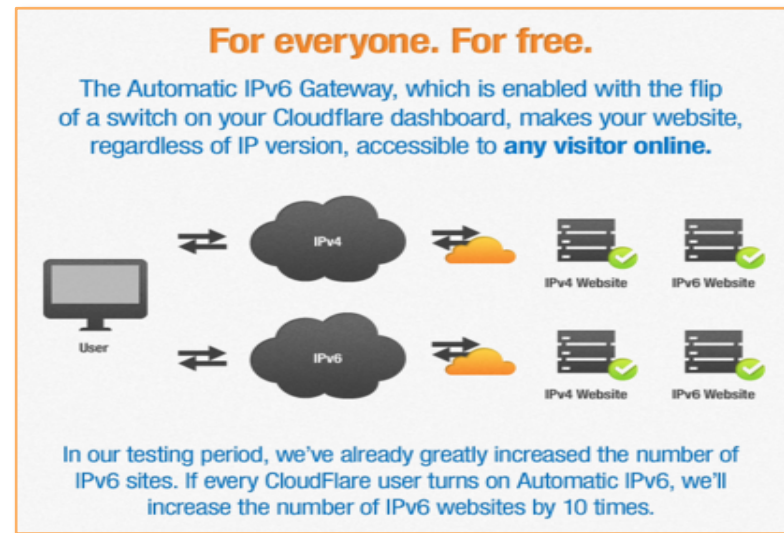 For everyone. For free.
The Automatic IPv6 Gateway, which is enabled with the flip
of a switch on your Cloudflare dashboard, makes your website,
regardless of IP version, accessible to any visitor online.
IPv4
IPv4 Website
IPv6 Website
User
IPv6
IPv4 Website
IPv6 Website
In our testing period, we've already greatly increased the number of
IPv6 sites. If every CloudFlare user turns on Automatic IPv6, we'll
increase the number of IPv6 websites by 10 times.